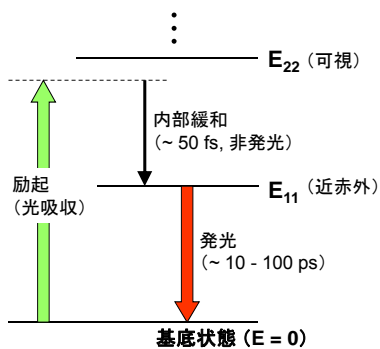 E22 (可視)
内部緩和
(~ 50 fs, 非発光)
励起
(光吸収)
E11 (近赤外)
発光
(~ 10 - 100 ps)
基底状態 (E = 0)